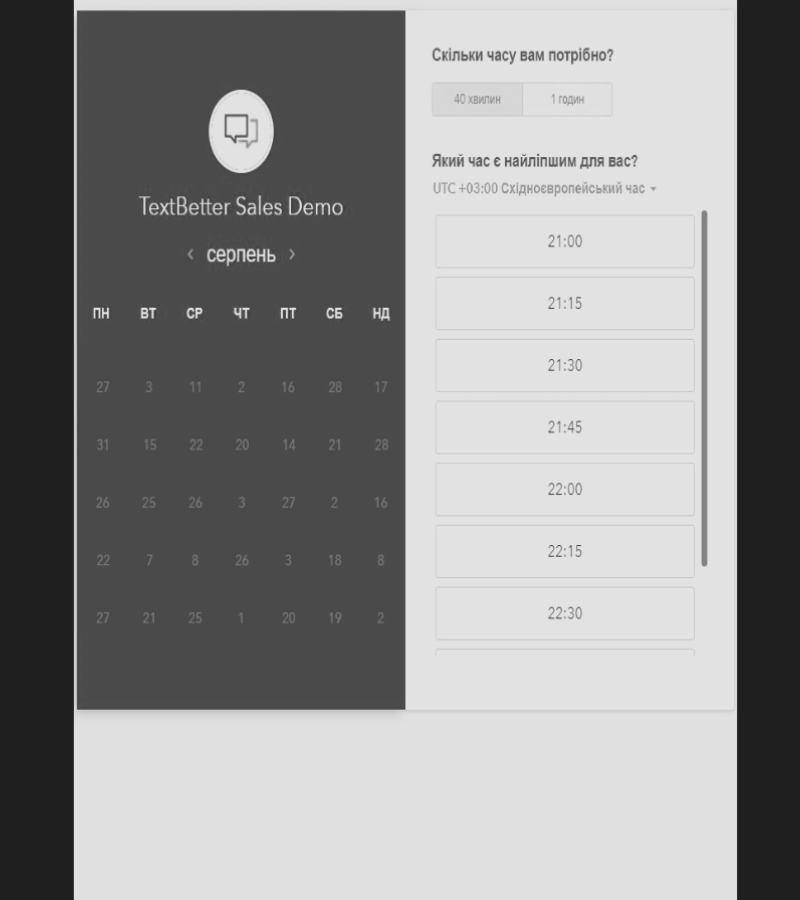 TextBetter Sales Demo
‹ серпень ›
ПН ВТ СР ЧТ ПТ СБ НД
27 3 11 2 16 28 17
31 15 22 20 14 21 28
26 25 26 3 27 2 16
22 7 8 26 3 18 8
27 21 25 1 20 19 2
Скільки часу вам потрібно?
40 хвилин 1 годин
Який час є найліпшим для вас?
UTC +03:00 Східноєвропейський час
21:00
21:15
21:30
21:45
22:00
22:15
22:30